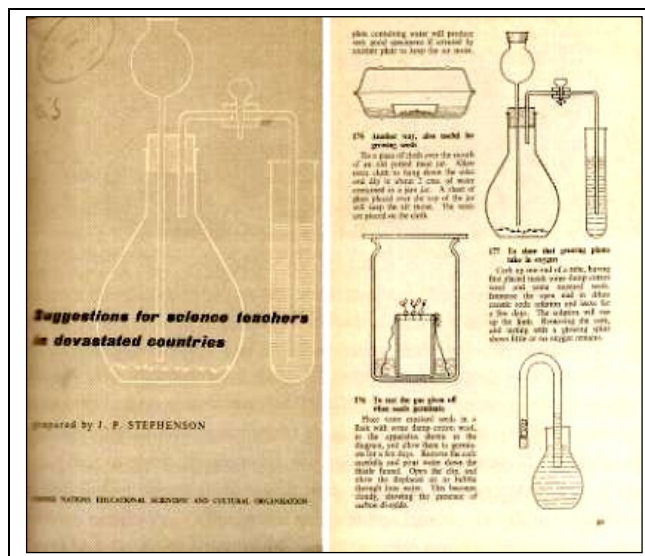 Suggestions for science teachers
in devastated countries
prepared by J. P. STEPHENSON
UNITED NATIONS EDUCATIONAL SCIENTIFIC AND CULTURAL ORGANISATION
plate containing water will produce
very good specimens if covered by
another plate to keep the air moist.
175 Another way, also useful for
growing seeds
Tie a piece of cloth over the mouth
of an old potted meat jar. Allow
extra cloth to hang down the sides
and dip in about 2 cms. of water
contained in a jam jar. A sheet of
glass placed over the top of the jar
will keep the air moist. The seeds
are placed on the cloth.
176 To test the gas given off
when seeds germinate
Place some mustard seeds in a
flask with some damp cotton wool,
in the apparatus shown in the
diagram, and allow them to germin-
ate for a few days. Remove the cork
carefully and pour water down the
thistle funnel. Open the clip, and
allow the displaced air to bubble
through lime water. This becomes
cloudy, showing the presence of
carbon dioxide.
177 To show that growing plants
take in oxygen
Cork up one end of a tube, having
first placed inside some damp cotton
wool and some mustard seeds.
Immerse the open end in dilute
caustic soda solution and leave for
a few days. The solution will rise
up the limb. Removing the cork,
and testing with a glowing splint
shows little or no oxygen remains.